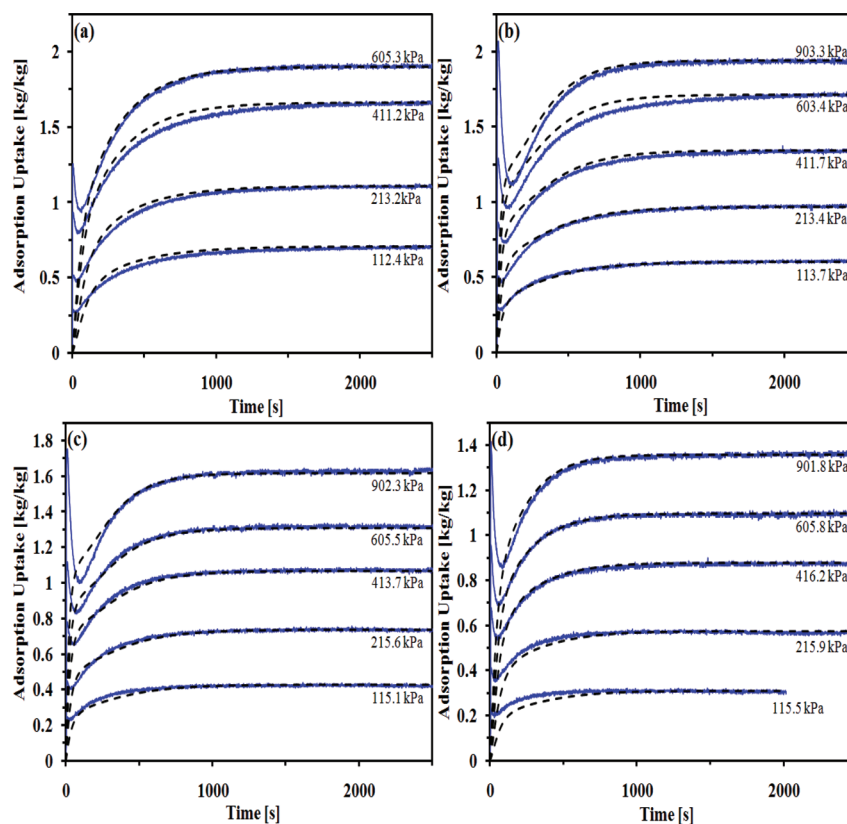 (a)
Adsorption Uptake [kg/kg]
2
1.5
1
0.5
0
605.3 kPa
411.2 kPa
213.2kPa
112.4 kPa
0
1000
2000
Time [s]
(b)
Adsorption Uptake [kg/kg]
2
1.5
1
0.5
0
903.3 kPa
603.4 kPa
411.7 kPa
213.4 kPa
113.7 kPa
0
1000
2000
Time [s]
(c)
Adsorption Uptake [kg/kg]
1.8
1.6
1.4
1.2
1
0.8
0.6
0.4
0.2
0
902.3 kPa
605.5 kPa
413.7 kPa
215.6 kPa
115.1 kPa
0
1000
2000
Time [s]
(d)
Adsorption Uptake [kg/kg]
1.4
1.2
1
0.8
0.6
0.4
0.2
0
901.8 kPa
605.8 kPa
416.2 kPa
215.9 kPa
115.5 kPa
0
1000
2000
Time [s]